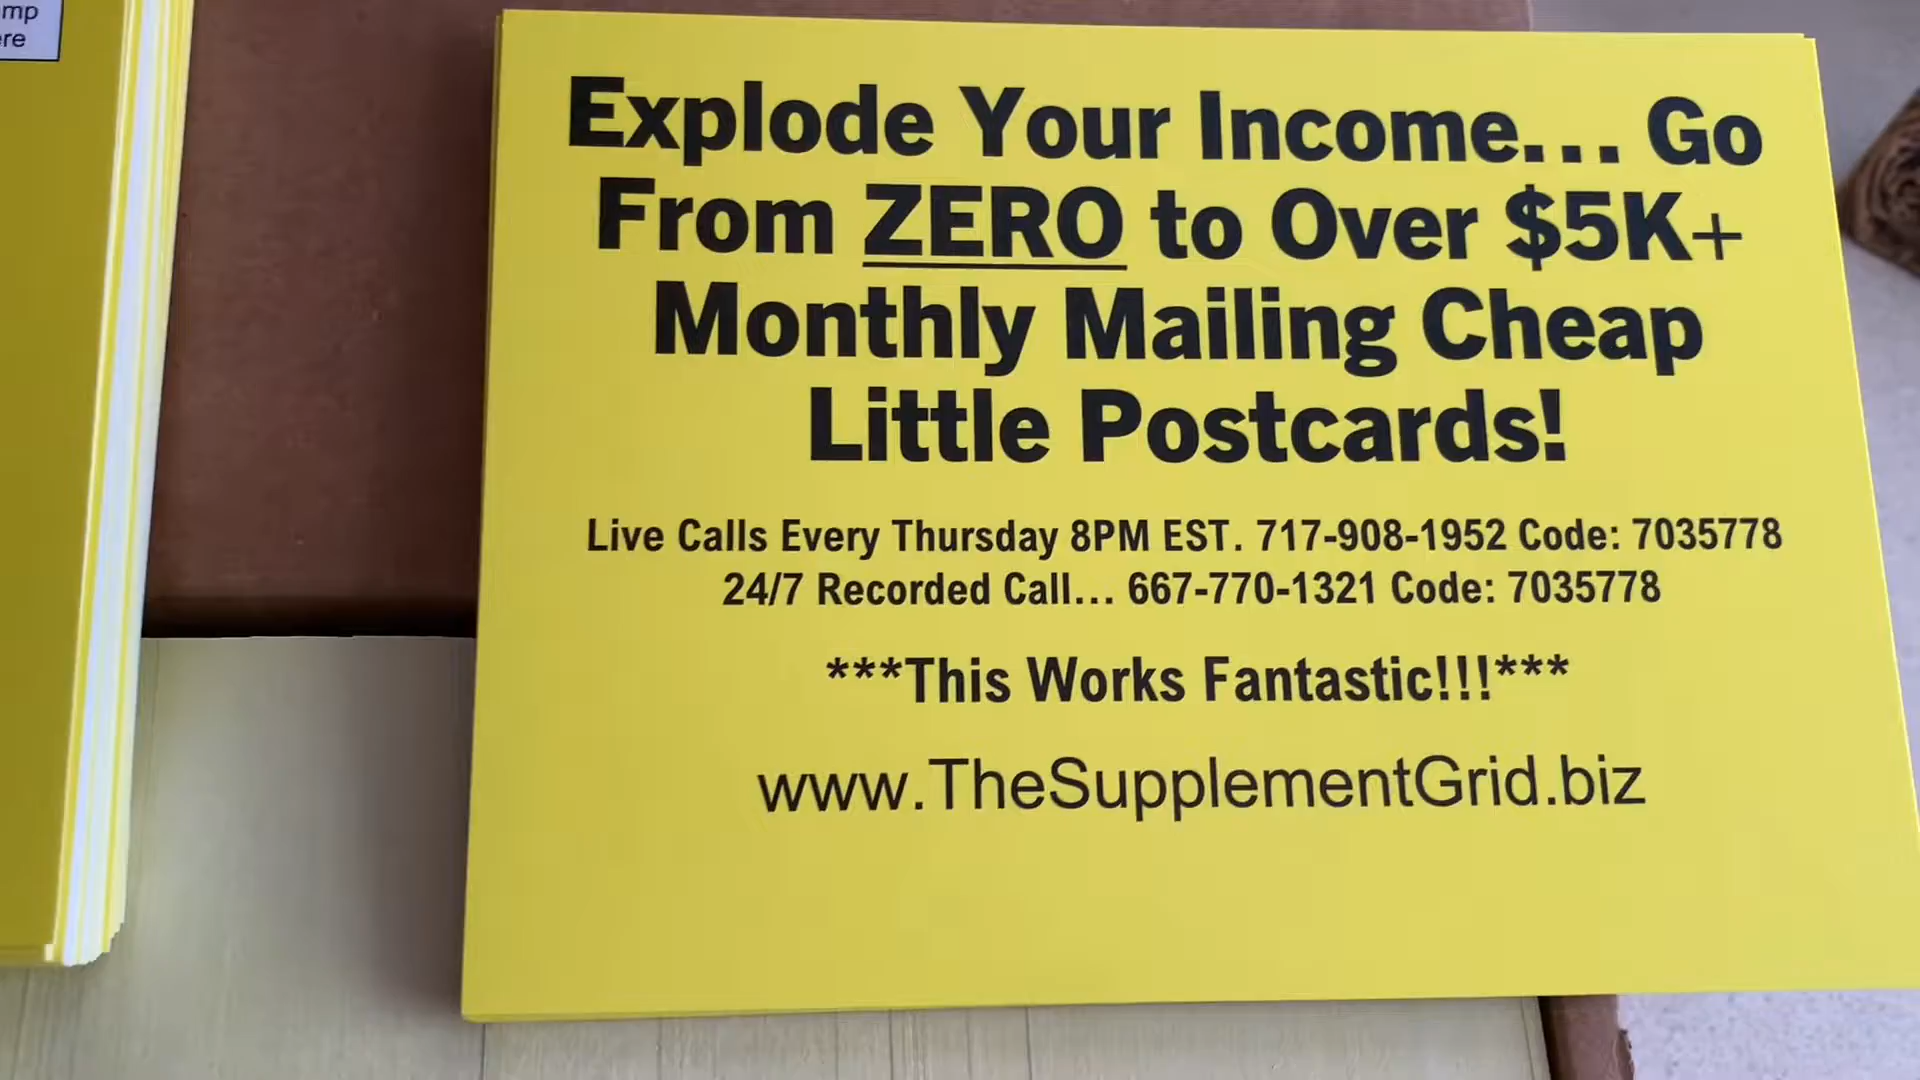 Explode Your Income... Go
From ZERO to Over $5K+
Monthly Mailing Cheap
Little Postcards!
Live Calls Every Thursday 8PM EST. 717-908-1952 Code: 7035778
24/7 Recorded Call... 667-770-1321 Code: 7035778
***This Works Fantastic!!!***
www.TheSupplementGrid.biz